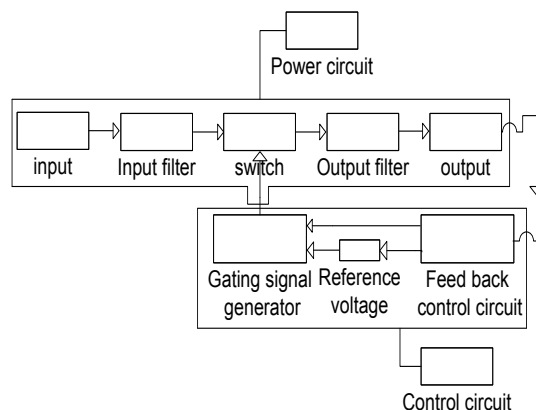 Power circuit
input
Input filter
switch
Output filter
output
Gating signal
generator
Reference
voltage
Feed back
control circuit
Control circuit